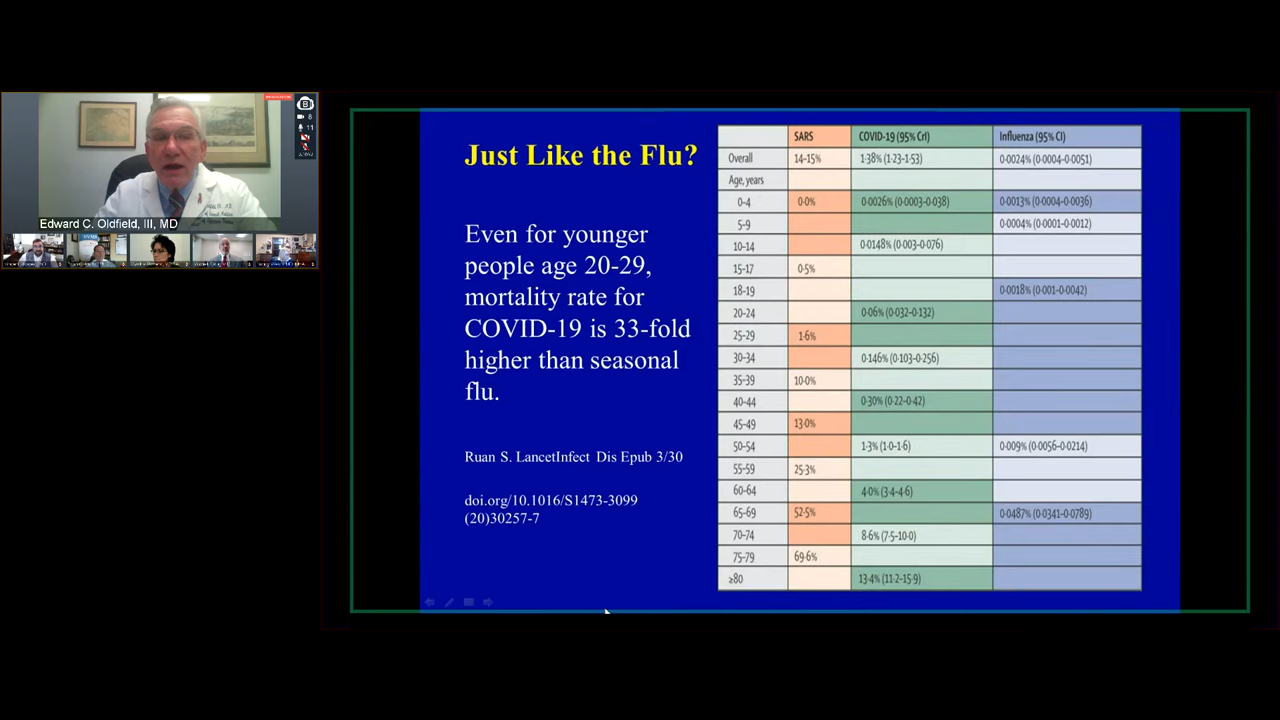 Edward C. Oldfield, III, MD
8
11
Just Like the Flu?
Even for younger
people age 20-29,
mortality rate for
COVID-19 is 33-fold
higher than seasonal
flu.
Ruan S. LancetInfect Dis Epub 3/30
doi.org/10.1016/S1473-3099
(20)30257-7
SARS COVID-19 (95% CrI) Influenza (95% CI)
Overall 14-15% 1·38% (1·23-1·53) 0·0024% (0·0004-0·0051)
Age, years
0-4 0·0% 0·0026% (0·0003-0·038) 0·0013% (0·0004-0·0036)
5-9 0·0004% (0·0001-0·0012)
10-14 0·0148% (0·003-0·076)
15-17 0·5%
18-19 0·0018% (0·001-0·0042)
20-24 0·06% (0·032-0·132)
25-29 1·6%
30-34 0·146% (0·103-0·256)
35-39 10·0%
40-44 0·30% (0·22-0·42)
45-49 13·0%
50-54 1·3% (1·0-1·6) 0·009% (0·0056-0·0214)
55-59 25·3%
60-64 4·0% (3·4-4·6)
65-69 52·5% 0·0487% (0·0341-0·0789)
70-74 8·6% (7·5-10·0)
75-79 69·6%
≥80 13·4% (11·2-15·9)